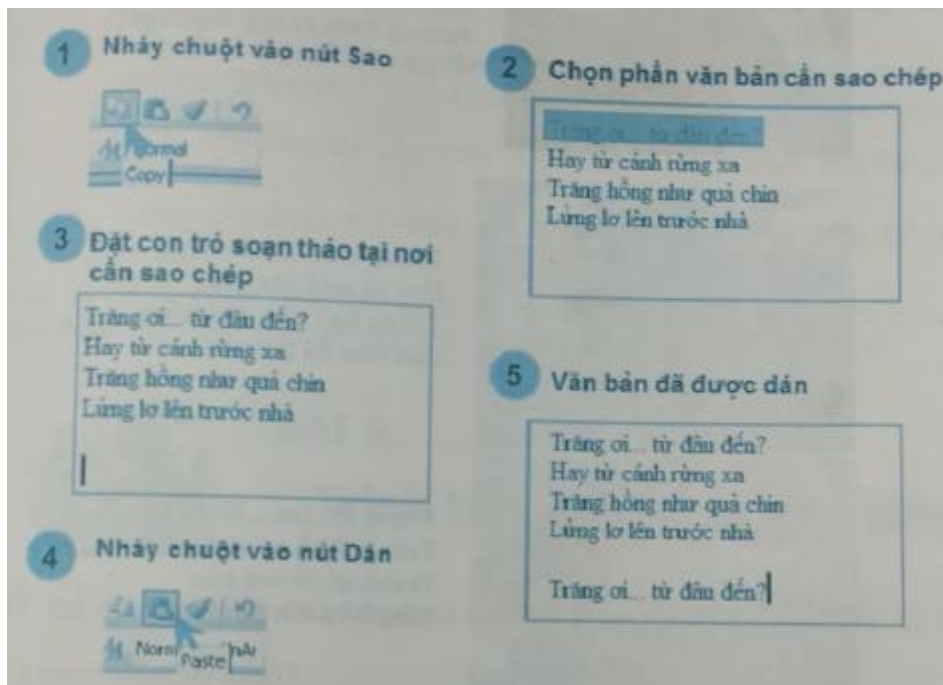 1 Nháy chuột vào nút Sao
Normal
Copy
2 Chọn phần văn bản cần sao chép
Trăng ơi... từ đâu đến?
Hay từ cánh rừng xa
Trăng hồng như quả chín
Lửng lơ lên trước nhà
3 Đặt con trỏ soạn thảo tại nơi
cần sao chép
Trăng ơi... từ đâu đến?
Hay từ cánh rừng xa
Trăng hồng như quả chín
Lửng lơ lên trước nhà
4 Nháy chuột vào nút Dán
Norm
Paste
5 Văn bản đã được dán
Trăng ơi... từ đâu đến?
Hay từ cánh rừng xa
Trăng hồng như quả chín
Lửng lơ lên trước nhà
Trăng ơi... từ đâu đến?